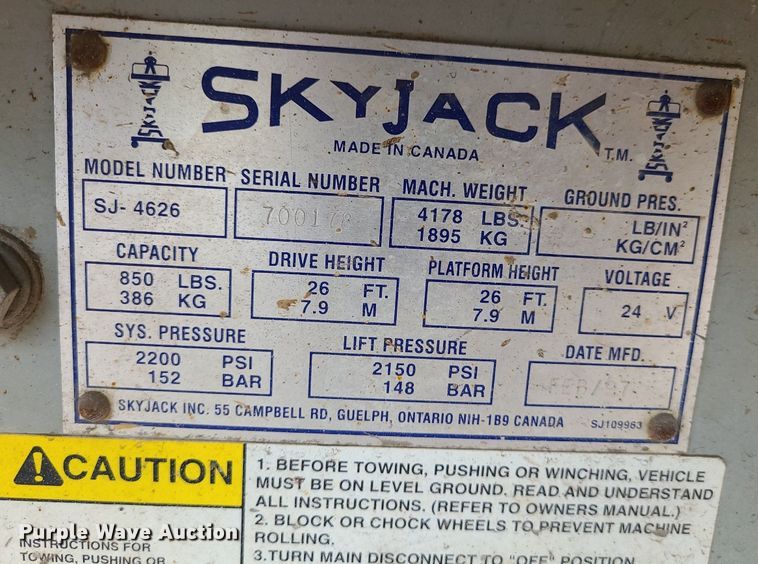 SKYJACK T.M.
MADE IN CANADA
MODEL NUMBER SERIAL NUMBER MACH. WEIGHT GROUND PRES.
SJ- 4626 4178 LBS. LB/IN²
1895 KG KG/CM²
CAPACITY DRIVE HEIGHT PLATFORM HEIGHT VOLTAGE
850 LBS. 26 FT. 26 FT. 24 V
386 KG 7.9 M 7.9 M
SYS. PRESSURE LIFT PRESSURE DATE MFD.
2200 PSI 2150 PSI
152 BAR 148 BAR
SKYJACK INC. 55 CAMPBELL RD, GUELPH, ONTARIO NIH-1B9 CANADA SJ109963
CAUTION
INSTRUCTIONS FOR
TOWING, PUSHING OR
1. BEFORE TOWING, PUSHING OR WINCHING, VEHICLE
MUST BE ON LEVEL GROUND. READ AND UNDERSTAND
ALL INSTRUCTIONS. (REFER TO OWNERS MANUAL.)
2. BLOCK OR CHOCK WHEELS TO PREVENT MACHINE
ROLLING.
3.TURN MAIN DISCONNECT TO "OFF" POSITION
Purple Wave Auction